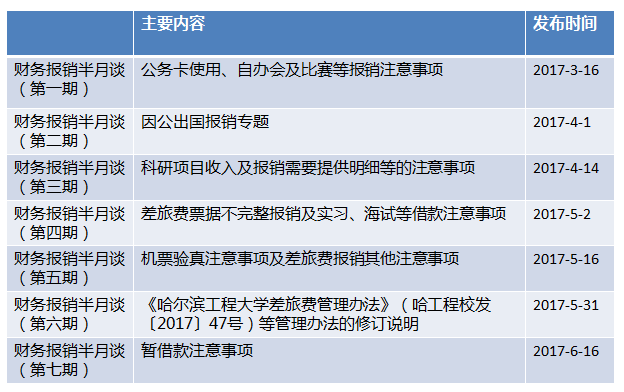 主要内容 发布时间
财务报销半月谈
（第一期） 公务卡使用、自办会及比赛等报销注意事项 2017-3-16
财务报销半月谈
（第二期） 因公出国报销专题 2017-4-1
财务报销半月谈
（第三期） 科研项目收入及报销需要提供明细等的注意事项 2017-4-14
财务报销半月谈
（第四期） 差旅费票据不完整报销及实习、海试等借款注意事项 2017-5-2
财务报销半月谈
（第五期） 机票验真注意事项及差旅费报销其他注意事项 2017-5-16
财务报销半月谈
（第六期） 《哈尔滨工程大学差旅费管理办法》（哈工程校发
〔2017〕47号）等管理办法的修订说明 2017-5-31
财务报销半月谈
（第七期） 暂借款注意事项 2017-6-16